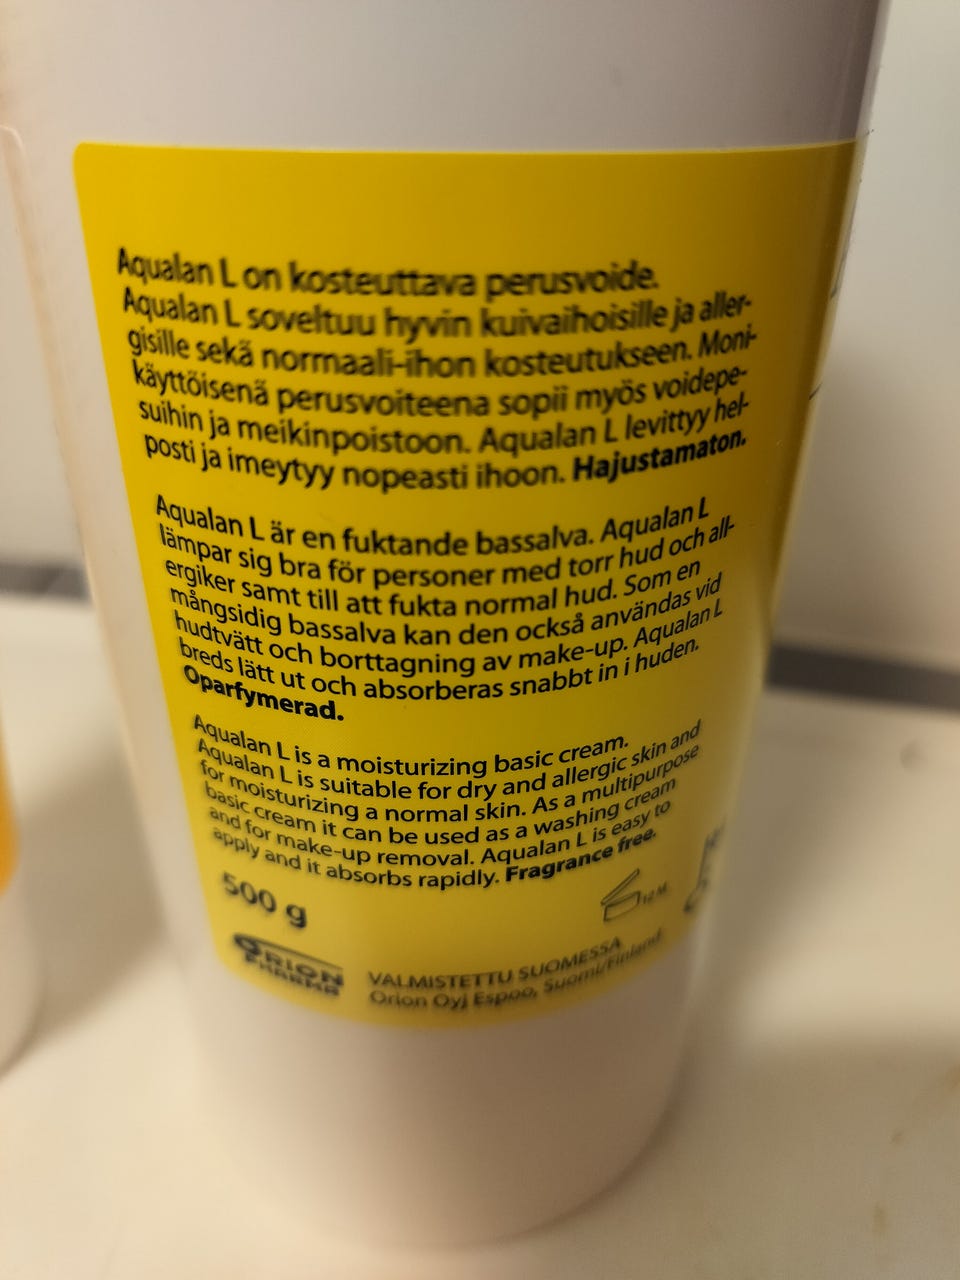 Aqualan L on kosteuttava perusvoide.
Aqualan L soveltuu hyvin kuivaihoisille ja aller-
gisille sekä normaali-ihon kosteutukseen. Moni-
käyttöisenä perusvoiteena sopii myös voidepe-
suihin ja meikinpoistoon. Aqualan L levittyy hel-
posti ja imeytyy nopeasti ihoon. Hajustamaton.
Aqualan L är en fuktande bassalva. Aqualan L
lämpar sig bra för personer med torr hud och all-
ergiker samt till att fukta normal hud. Som en
mångsidig bassalva kan den också användas vid
hudtvätt och borttagning av make-up. Aqualan L
breds lätt ut och absorberas snabbt in i huden.
Oparfymerad.
Aqualan L is a moisturizing basic cream.
Aqualan L is suitable for dry and allergic skin and
for moisturizing a normal skin. As a multipurpose
basic cream it can be used as a washing cream
and for make-up removal. Aqualan L is easy to
apply and it absorbs rapidly. Fragrance free.
500 g
12 M
ORION
PHARMA
VALMISTETTU SUOMESSA
Orion Oyj Espoo, Suomi/Finland